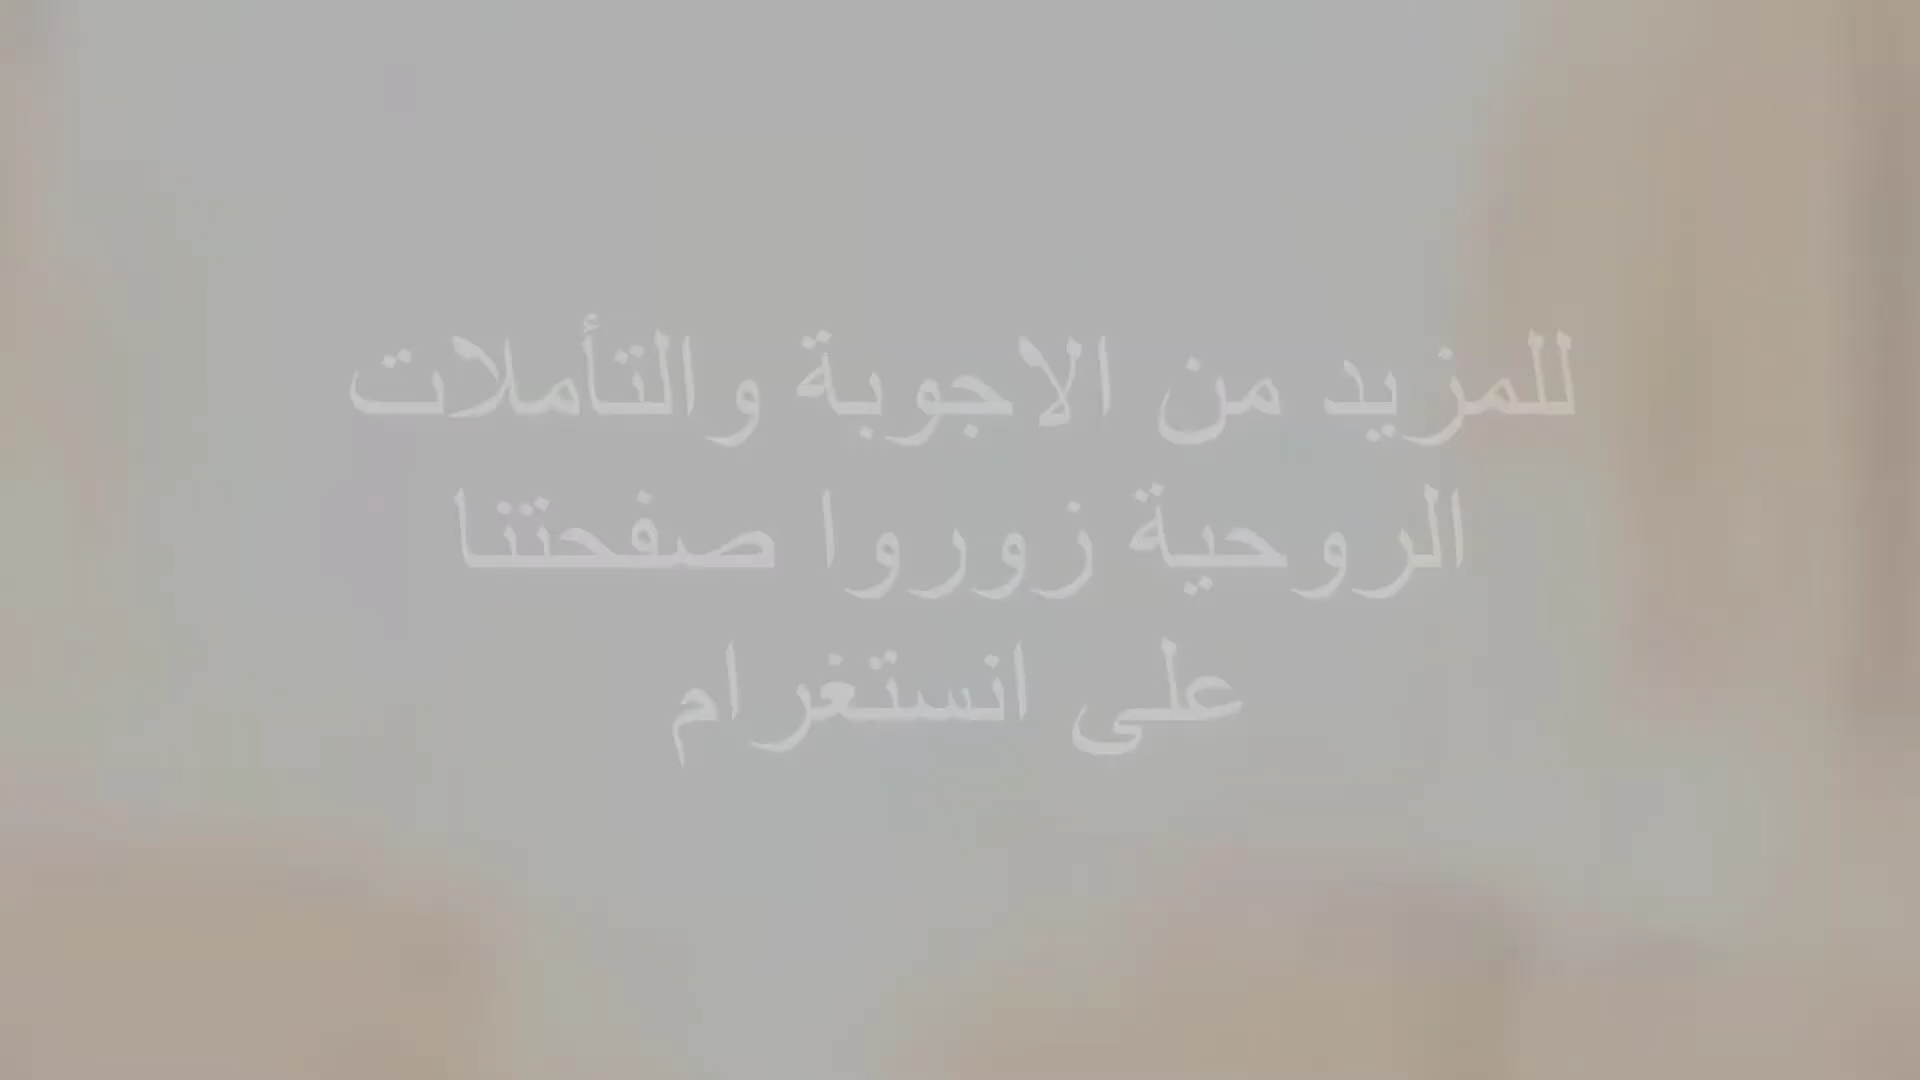 للمزيد من الاجوبة والتأملات
الروحية زوروا صفحتنا
على انستغرام